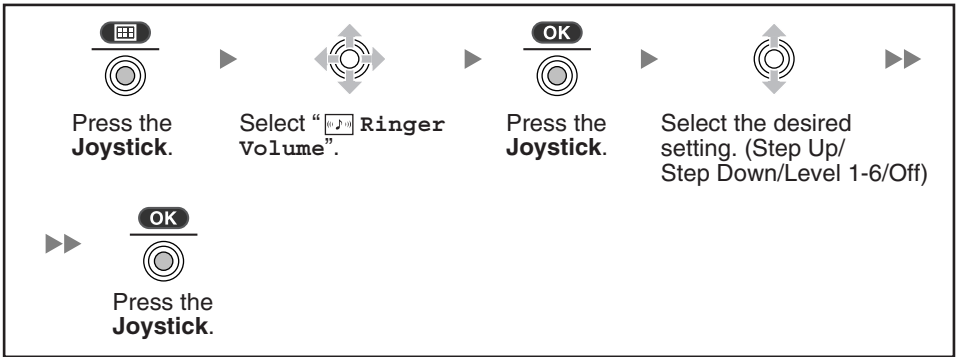 Press the
Joystick.
Select “ Ringer
Volume”.
OK
Press the
Joystick.
Select the desired
setting. (Step Up/
Step Down/Level 1-6/Off)
OK
Press the
Joystick.